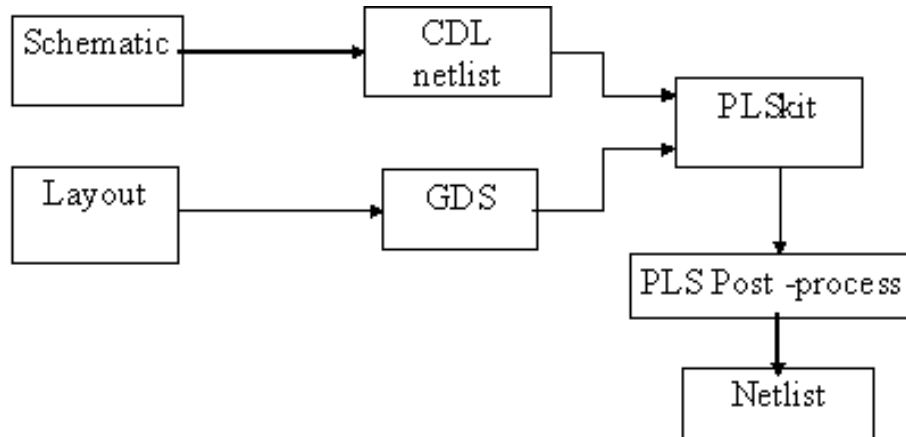 Schematic
CDL
netlist
PLSkit
Layout
GDS
PLS Post -process
Netlist